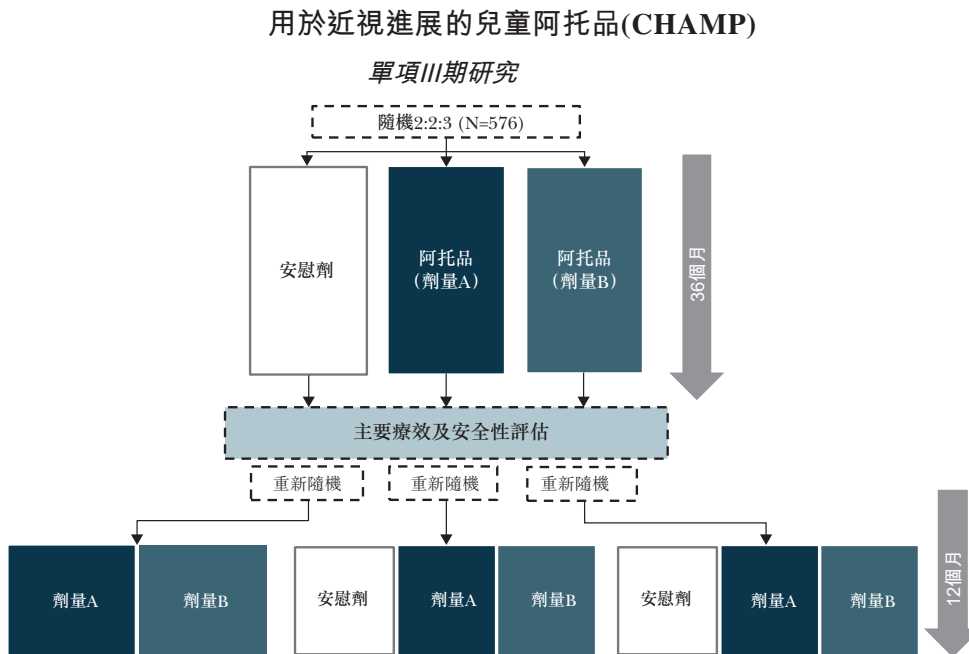 用於近視進展的兒童阿托品(CHAMP)
單項III期研究
隨機2:2:3 (N=576)
安慰劑
阿托品
(劑量A)
阿托品
(劑量B)
36個月
主要療效及安全性評估
重新隨機
重新隨機
重新隨機
劑量A
劑量B
安慰劑
劑量A
劑量B
安慰劑
劑量A
劑量B
12個月